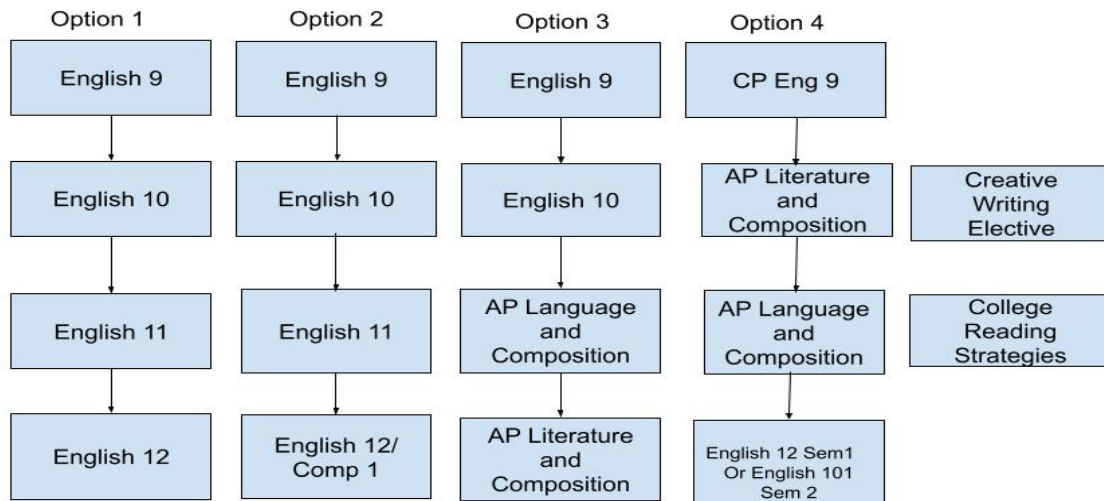 Option 1
Option 2
Option 3
Option 4
English 9
English 9
English 9
CP Eng 9
English 10
English 10
English 10
AP Literature
and
Composition
Creative
Writing
Elective
English 11
English 11
AP Language
and
Composition
AP Language
and
Composition
College
Reading
Strategies
English 12
English 12/
Comp 1
AP Literature
and
Composition
English 12 Sem1
Or English 101
Sem 2